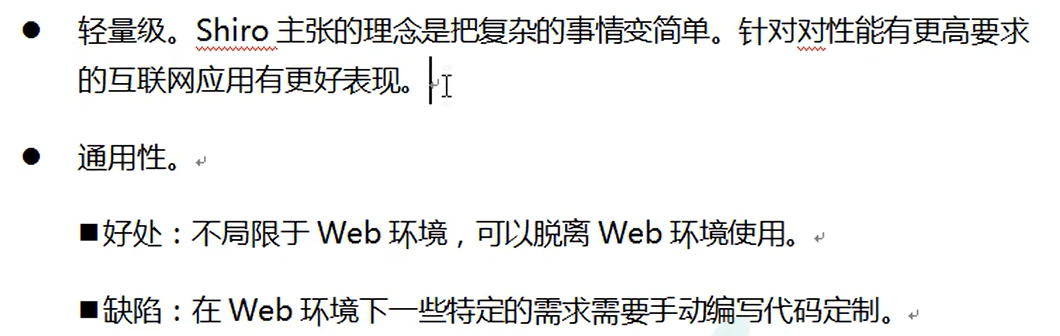 ● 轻量级。Shiro 主张的理念是把复杂的事情变简单。针对对性能有更高要求
的互联网应用有更好表现。
● 通用性。
■好处：不局限于 Web 环境，可以脱离 Web 环境使用。
■缺陷：在 Web 环境下一些特定的需求需要手动编写代码定制。